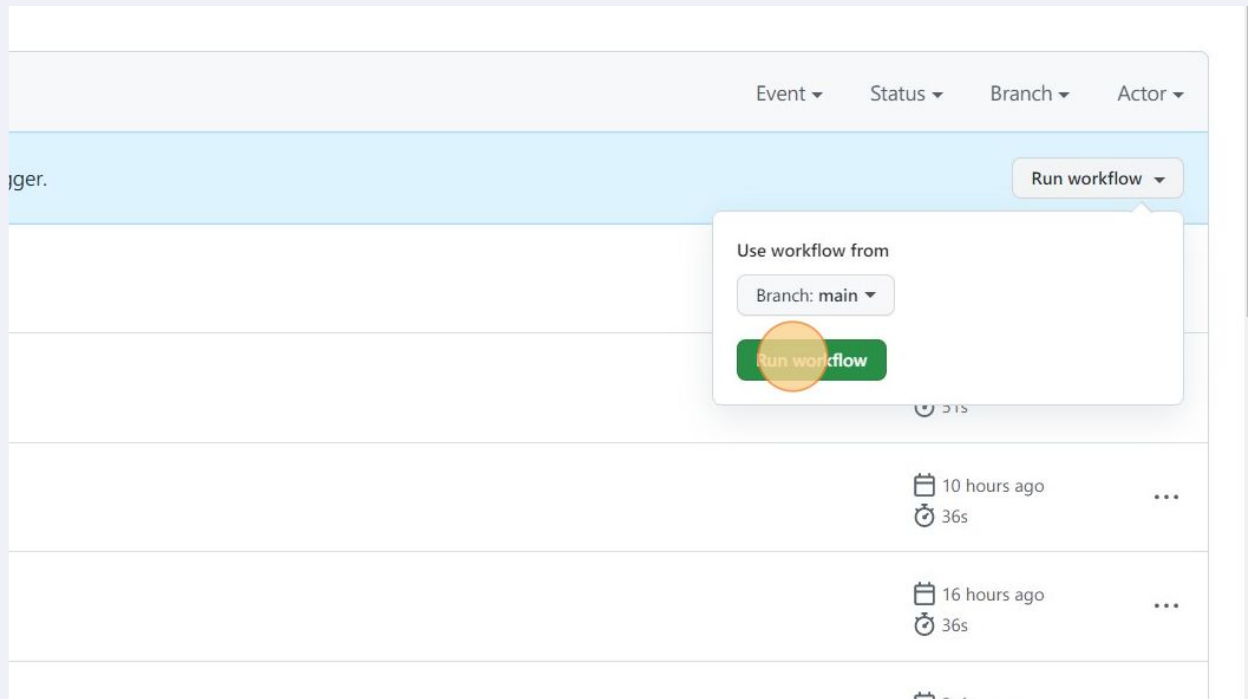 Event Status Branch Actor
gger.
Run workflow
Use workflow from
Branch: main
Run workflow
51s
10 hours ago
36s
16 hours ago
36s